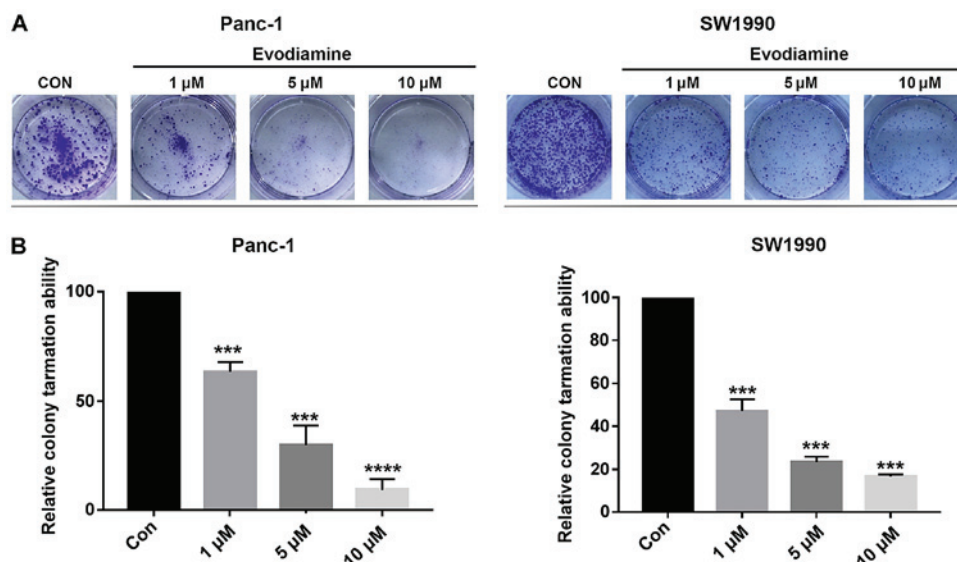 A
Panc-1
SW1990
Evodiamine
Evodiamine
CON
1 µM
5 µM
10 µM
CON
1 µM
5 µM
10 µM
B
Panc-1
Relative colony tarmation ability
100
50
0
***
***
****
Con
1 µM
5 µM
10 µM
SW1990
Relative colony tarmation ability
100
80
60
40
20
0
***
***
***
Con
1 µM
5 µM
10 µM